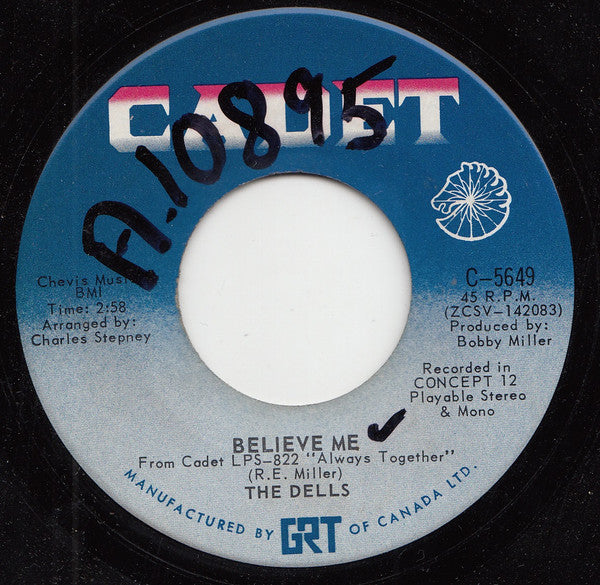 CADET
A.10895
Chevis Music
BMI
Time: 2:58
Arranged by:
Charles Stepney
C-5649
45 R.P.M.
(ZCSV-142083)
Produced by:
Bobby Miller
Recorded in
CONCEPT 12
Playable Stereo
& Mono
BELIEVE ME
From Cadet LPS-822 "Always Together"
(R.E. Miller)
THE DELLS
MANUFACTURED BY GRT OF CANADA LTD.